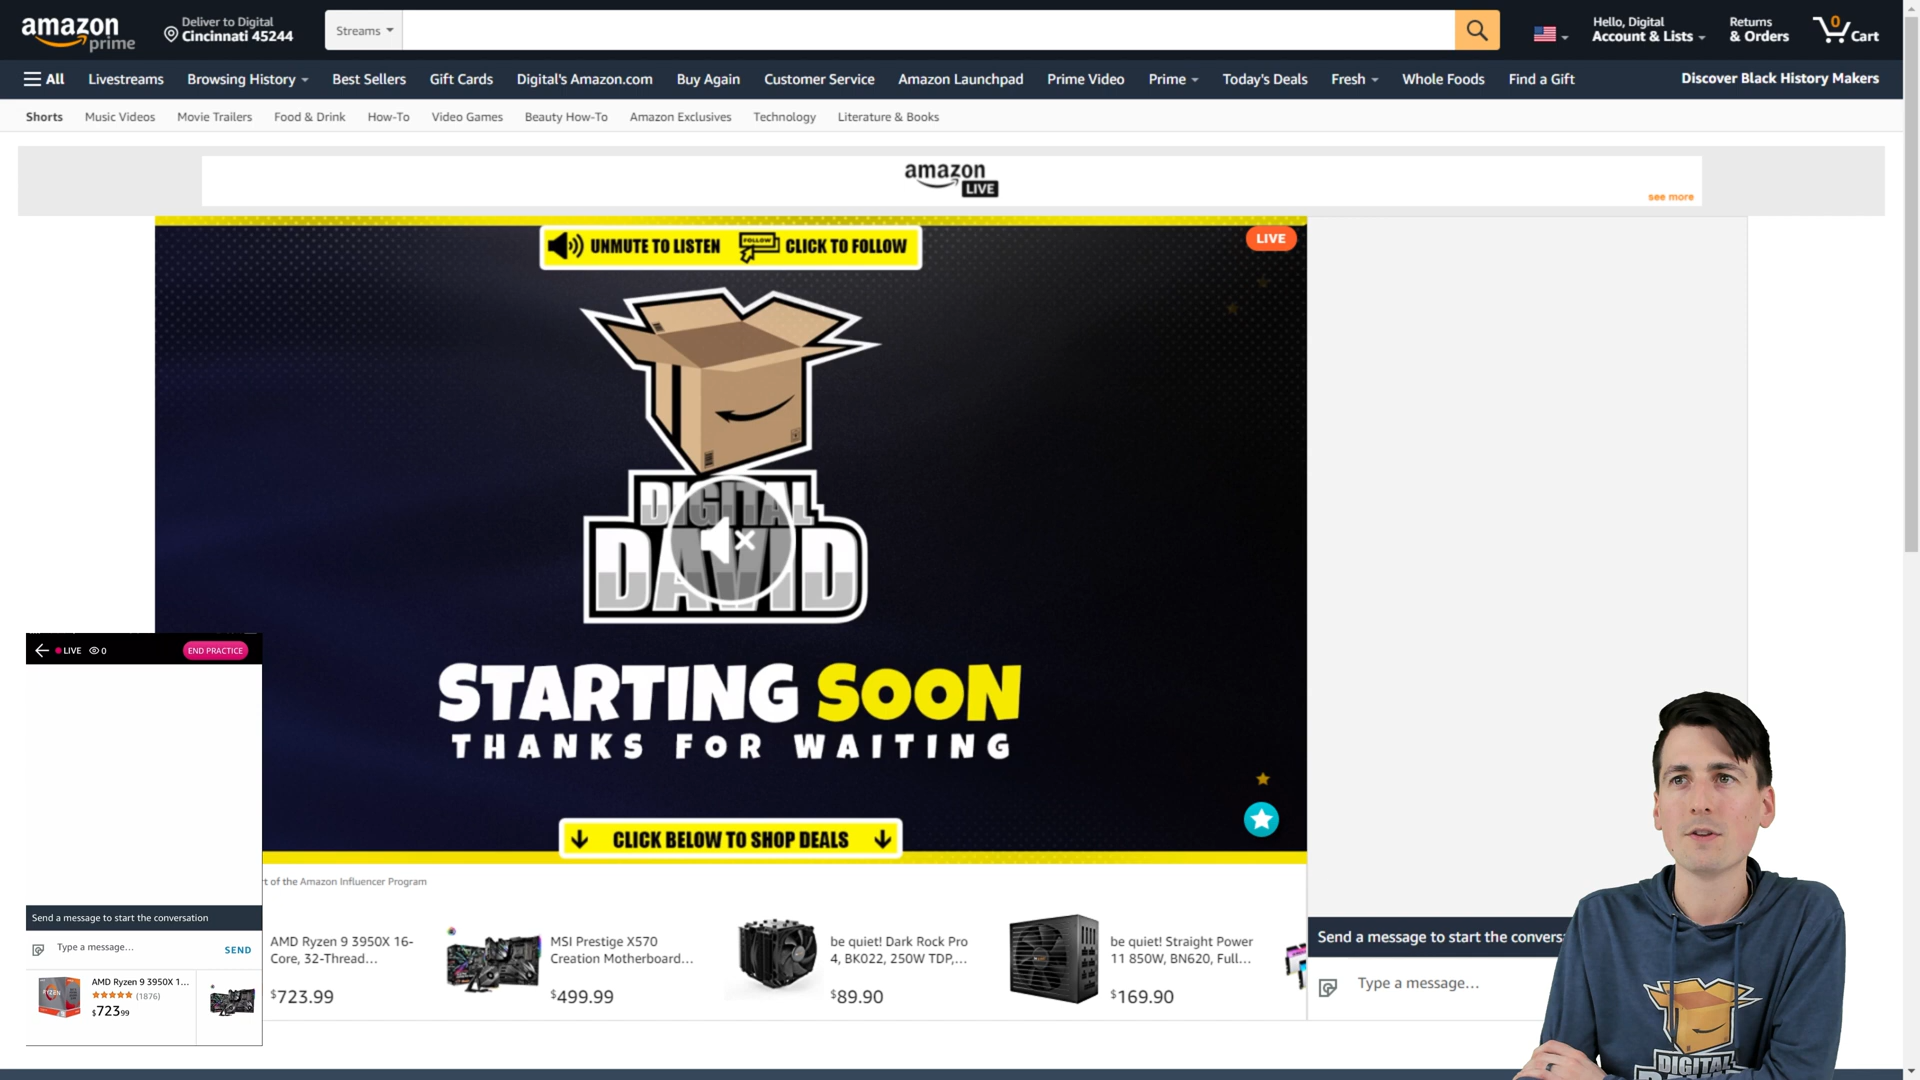 amazon
prime
Deliver to Digital
Cincinnati 45244
Streams
Hello, Digital
Account & Lists
Returns
& Orders
0
Cart
All
Livestreams
Browsing History
Best Sellers
Gift Cards
Digital's Amazon.com
Buy Again
Customer Service
Amazon Launchpad
Prime Video
Prime
Today's Deals
Fresh
Whole Foods
Find a Gift
Discover Black History Makers
Shorts
Music Videos
Movie Trailers
Food & Drink
How-To
Video Games
Beauty How-To
Amazon Exclusives
Technology
Literature & Books
amazon
LIVE
see more
UNMUTE TO LISTEN
FOLLOW
CLICK TO FOLLOW
LIVE
DIGITAL
DAVID
STARTING SOON
THANKS FOR WAITING
CLICK BELOW TO SHOP DEALS
LIVE
0
END PRACTICE
Send a message to start the conversation
Type a message...
SEND
AMD Ryzen 9 3950X 1...
(1876)
$72399
RYZEN
t of the Amazon Influencer Program
AMD Ryzen 9 3950X 16-
Core, 32-Thread...
$723.99
MSI Prestige X570
Creation Motherboard...
$499.99
be quiet! Dark Rock Pro
4, BK022, 250W TDP,...
$89.90
be quiet! Straight Power
11 850W, BN620, Full...
$169.90
Send a message to start the convers
Type a message...
DIGITAL
DAVID